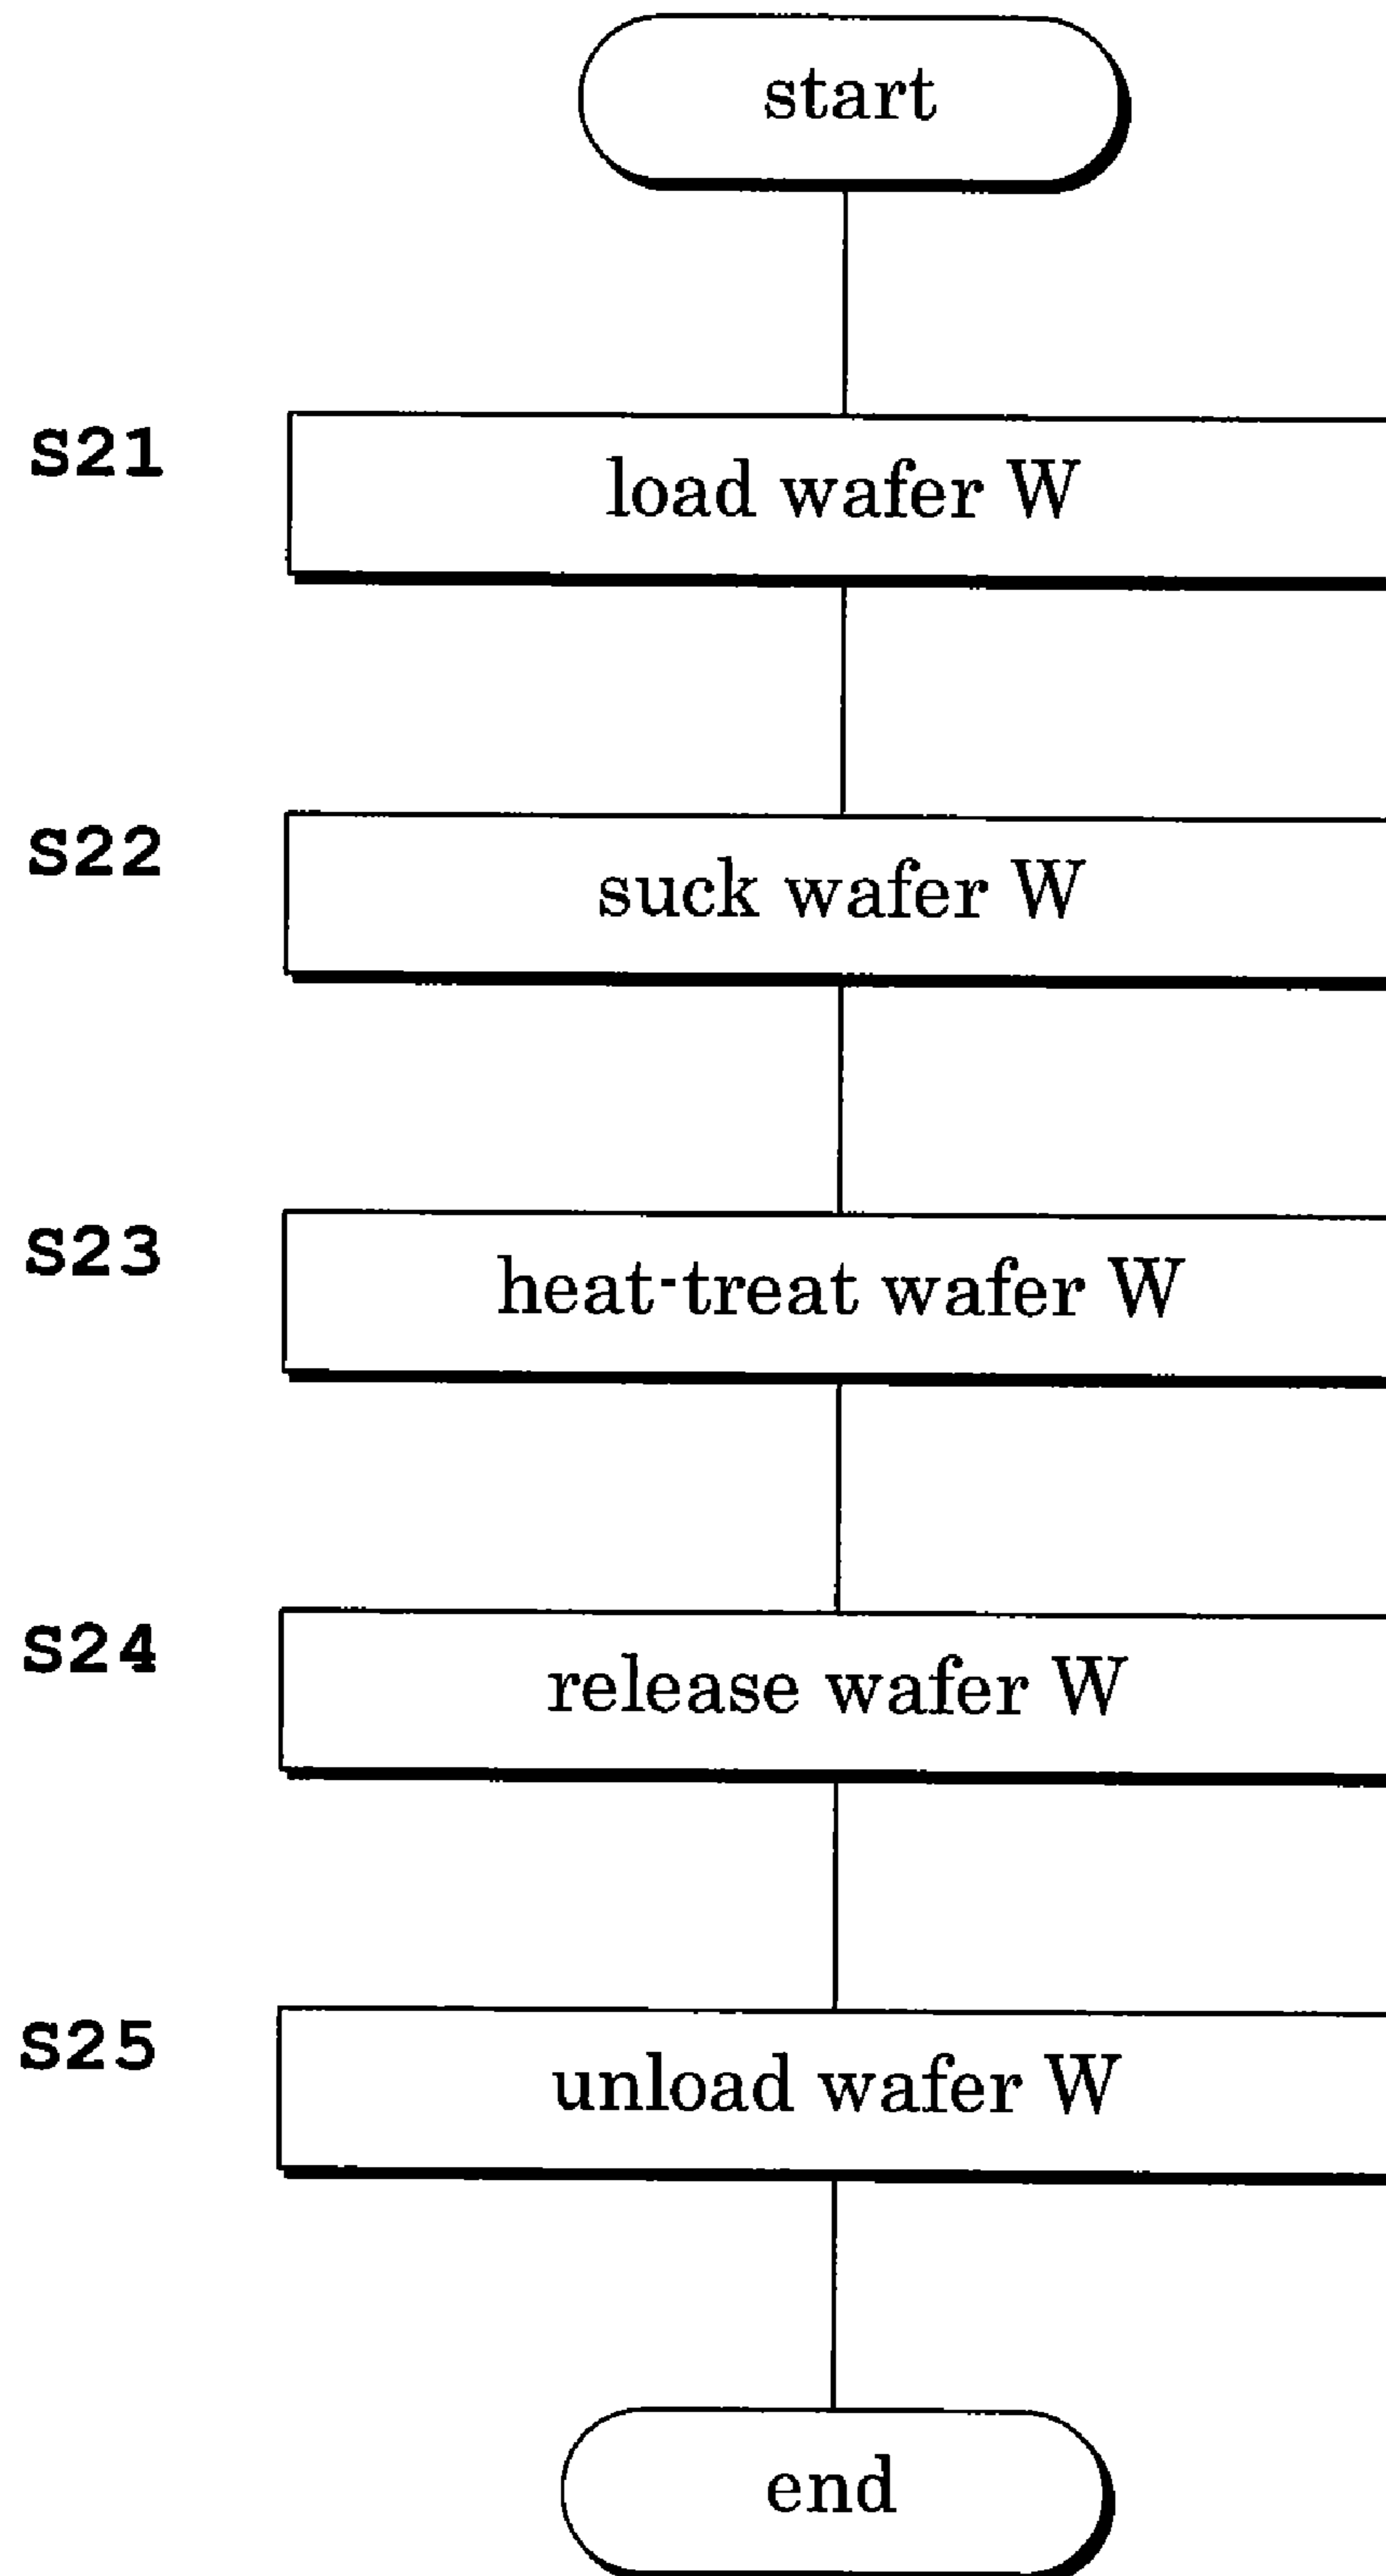 start
S21
load wafer W
S22
suck wafer W
S23
heat-treat wafer W
S24
release wafer W
S25
unload wafer W
end